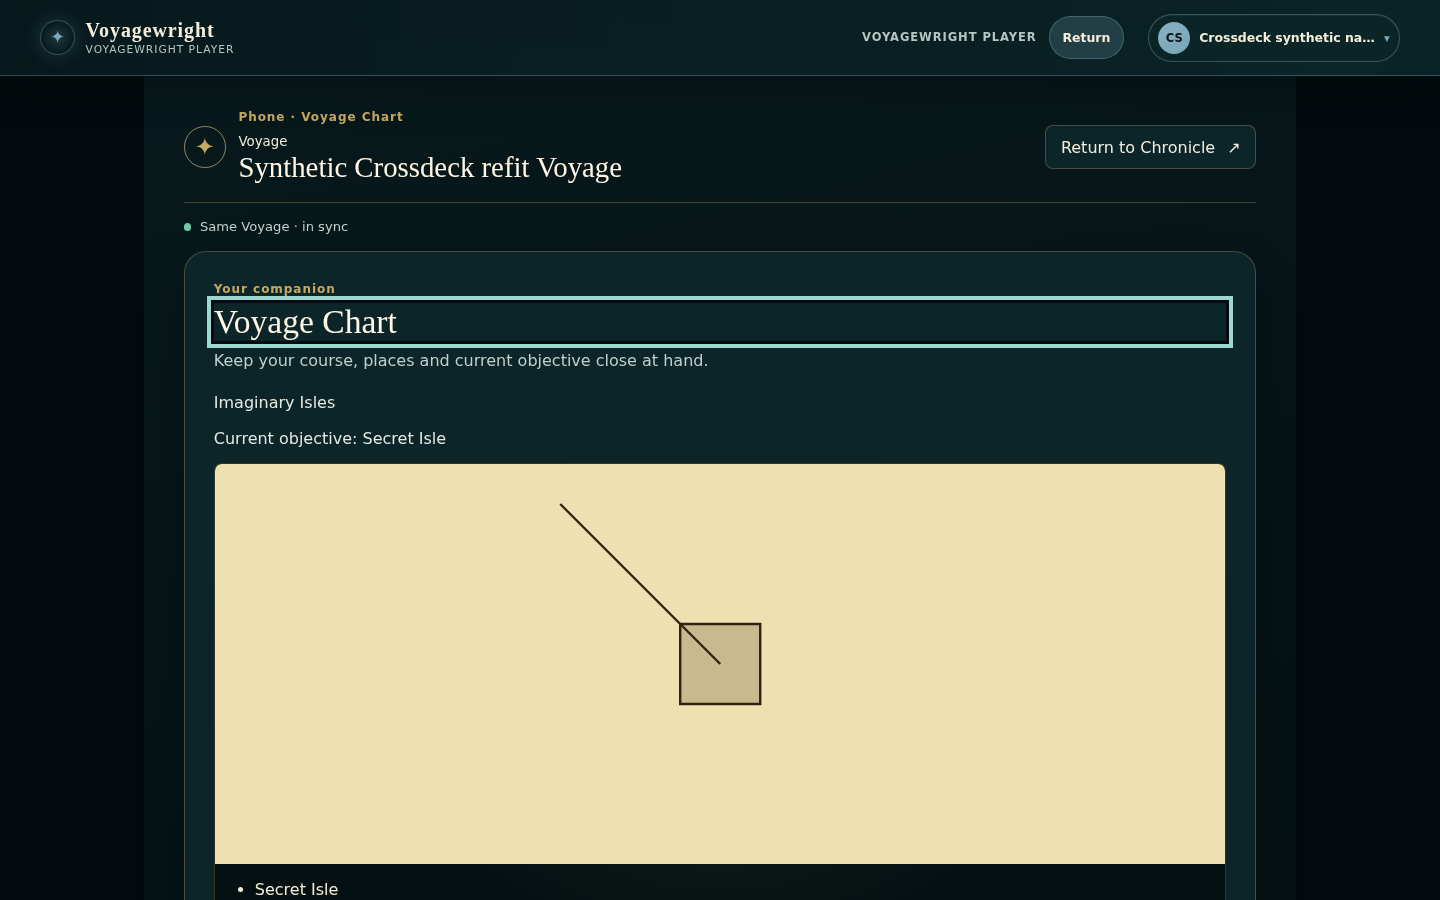 Voyagewright
VOYAGEWRIGHT PLAYER
VOYAGEWRIGHT PLAYER
Return
CS
Crossdeck synthetic na…
Phone · Voyage Chart
Voyage
Synthetic Crossdeck refit Voyage
Return to Chronicle ↗
Same Voyage · in sync
Your companion
Voyage Chart
Keep your course, places and current objective close at hand.
Imaginary Isles
Current objective: Secret Isle
• Secret Isle